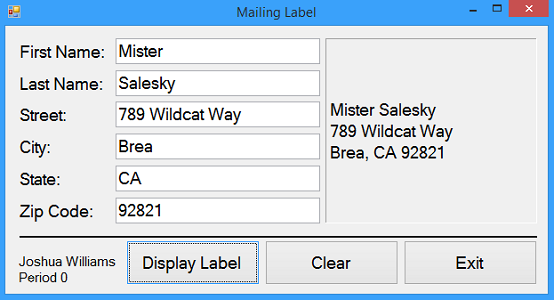 Mailing Label
First Name: Mister
Last Name: Salesky
Street: 789 Wildcat Way
City: Brea
State: CA
Zip Code: 92821
Mister Salesky
789 Wildcat Way
Brea, CA 92821
Joshua Williams
Period 0
Display Label
Clear
Exit